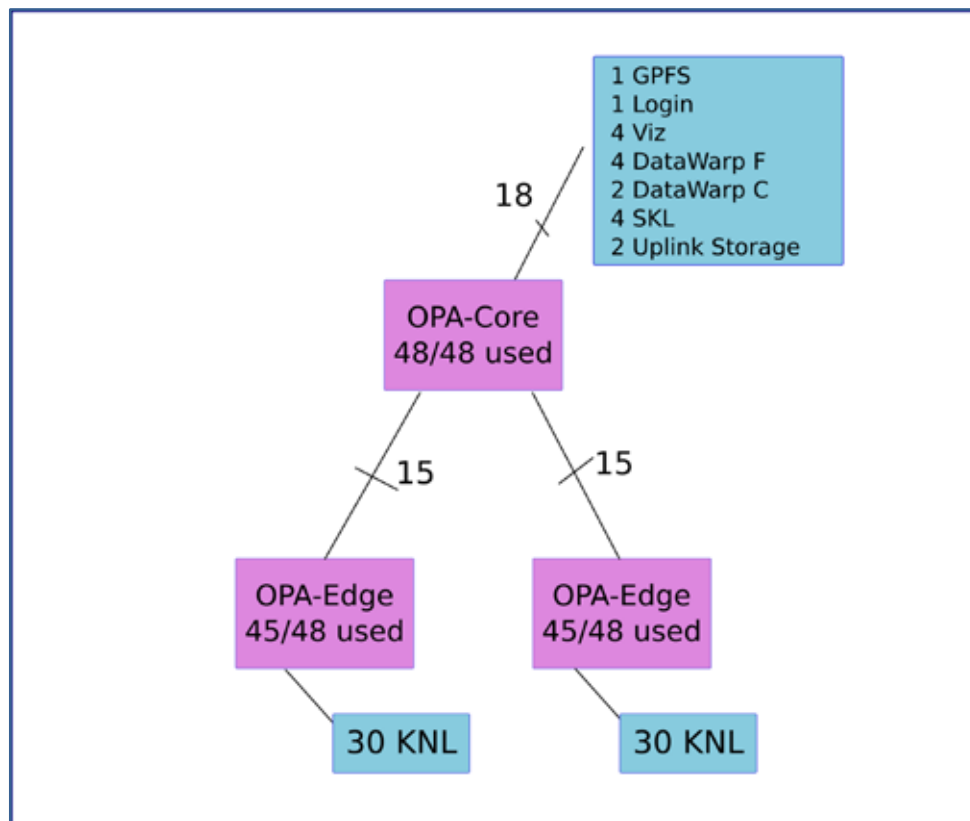 1 GPFS
1 Login
4 Viz
4 DataWarp F
2 DataWarp C
4 SKL
2 Uplink Storage
18
OPA-Core
48/48 used
15
15
OPA-Edge
45/48 used
OPA-Edge
45/48 used
30 KNL
30 KNL